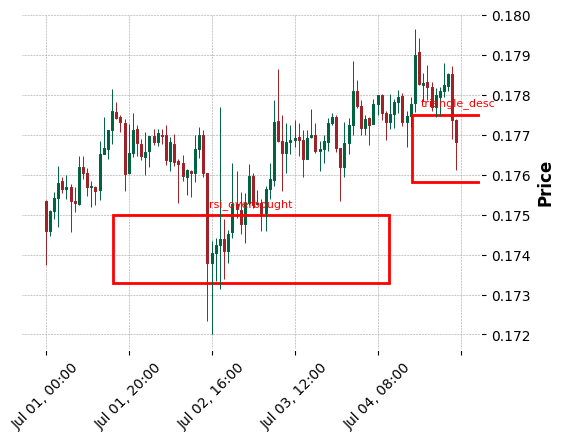 0.180
0.179
0.178
triangle_desc
0.177
0.176
rsi_overbought
0.175
0.174
0.173
0.172
Price
Jul 01, 00:00
Jul 01, 20:00
Jul 02, 16:00
Jul 03, 12:00
Jul 04, 08:00